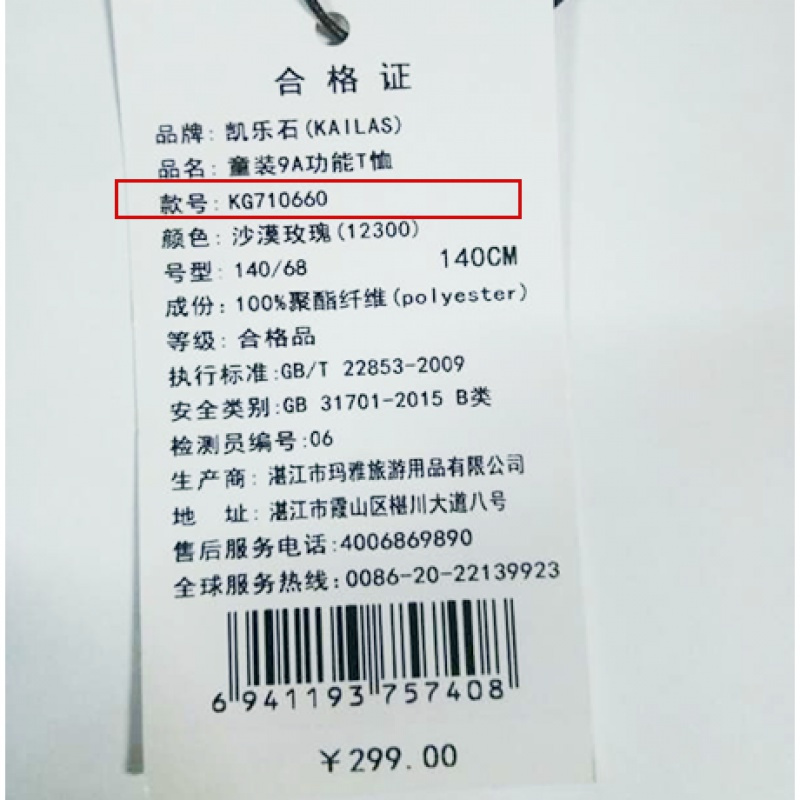 合格证
品牌: 凯乐石(KAILAS)
品名: 童装9A功能T恤
款号: KG710660
颜色: 沙漠玫瑰(12300)
号型: 140/68 140CM
成份: 100%聚酯纤维(polyester)
等级: 合格品
执行标准:GB/T 22853-2009
安全类别:GB 31701-2015 B类
检测员编号:06
生产商: 湛江市玛雅旅游用品有限公司
地 址: 湛江市霞山区椹川大道八号
售后服务电话:4006869890
全球服务热线:0086-20-22139923
6 941193 757408
¥299.00